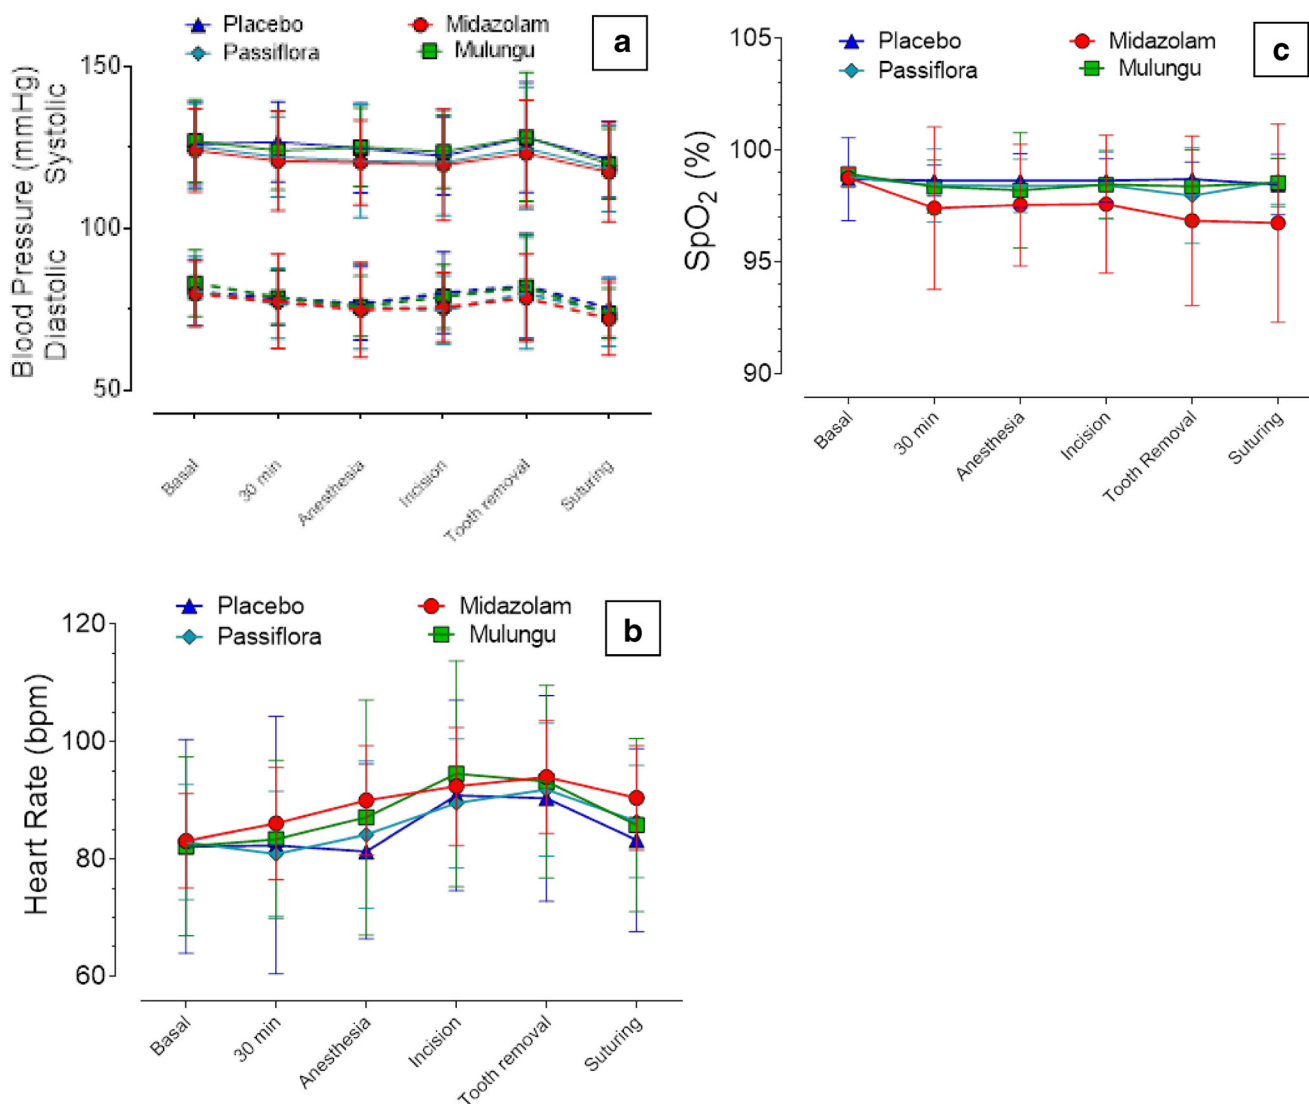 Placebo
Midazolam
Passiflora
Mulungu
a
Blood Pressure (mmHg)
Diastolic Systolic
150
100
50
Basal
30 min
Anesthesia
Incision
Tooth removal
Suturing
Placebo
Midazolam
Passiflora
Mulungu
c
SpO2 (%)
105
100
95
90
Basal
30 min
Anesthesia
Incision
Tooth Removal
Suturing
Placebo
Midazolam
Passiflora
Mulungu
b
Heart Rate (bpm)
120
100
80
60
Basal
30 min
Anesthesia
Incision
Tooth removal
Suturing